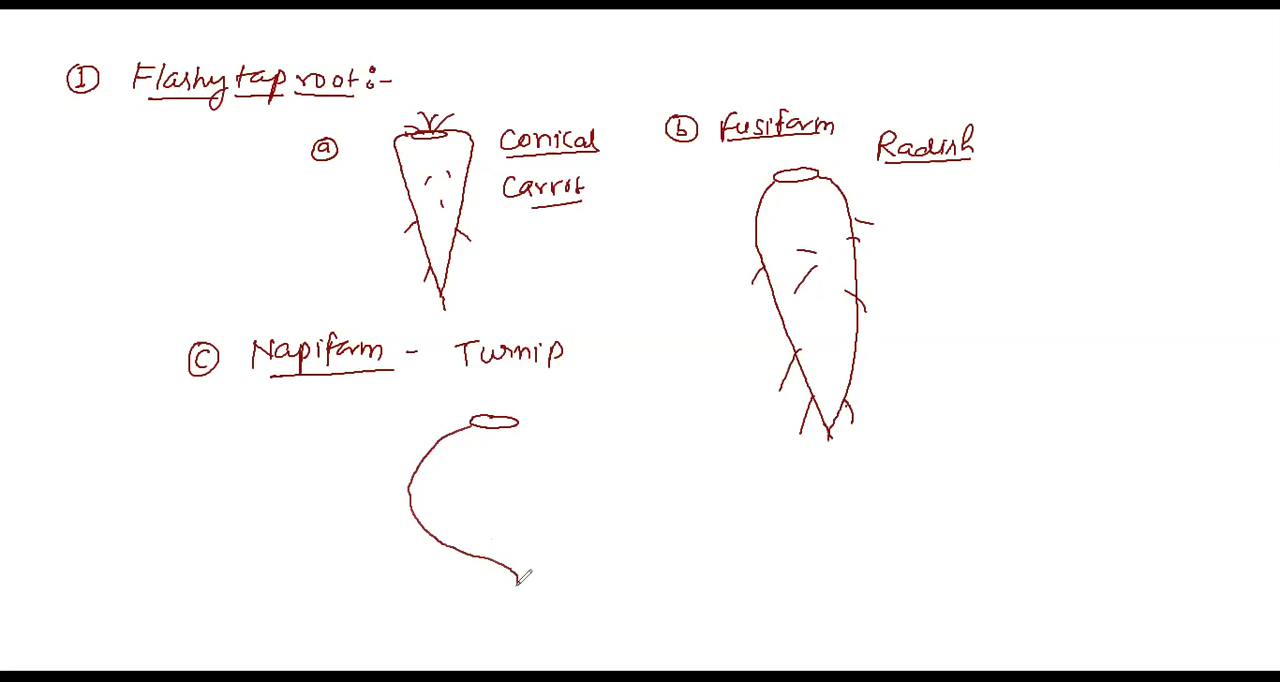 ① Flashy tap root :-
ⓐ Conical
Carrot
ⓑ Fusiform
Radish
Ⓒ Napiform - Turnip